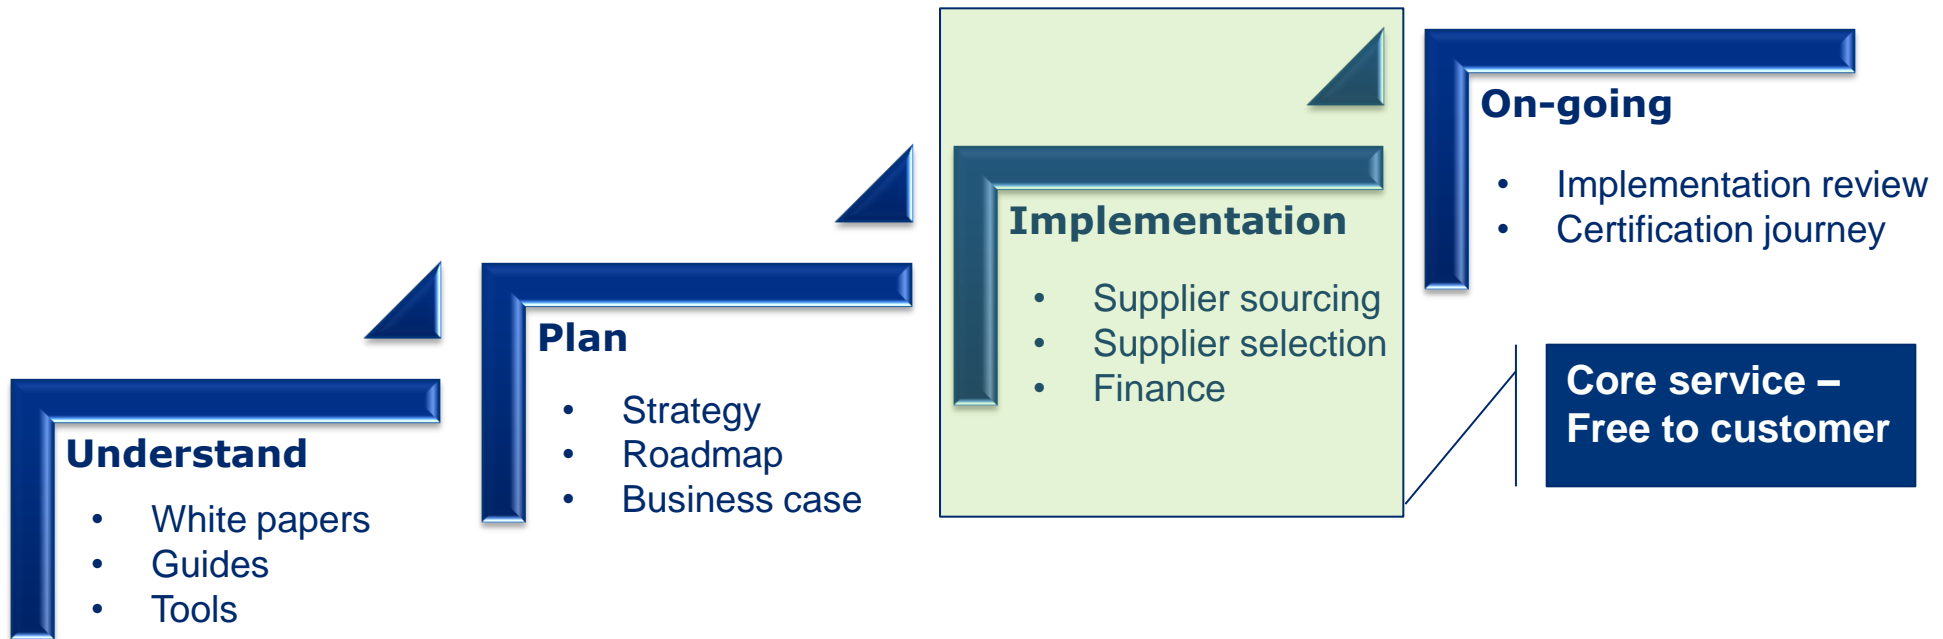 Understand
• White papers
• Guides
• Tools
Plan
• Strategy
• Roadmap
• Business case
Implementation
• Supplier sourcing
• Supplier selection
• Finance
On-going
• Implementation review
• Certification journey
Core service –
Free to customer